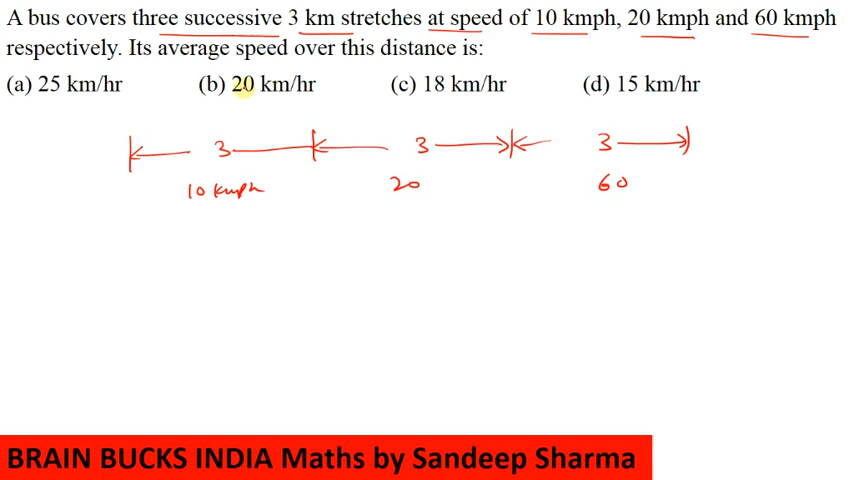 A bus covers three successive 3 km stretches at speed of 10 kmph, 20 kmph and 60 kmph
respectively. Its average speed over this distance is:
(a) 25 km/hr (b) 20 km/hr (c) 18 km/hr (d) 15 km/hr
3 3 3
10 kmph 20 60
BRAIN BUCKS INDIA Maths by Sandeep Sharma